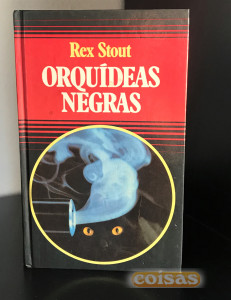 Rex Stout
ORQUÍDEAS
NEGRAS
coisas